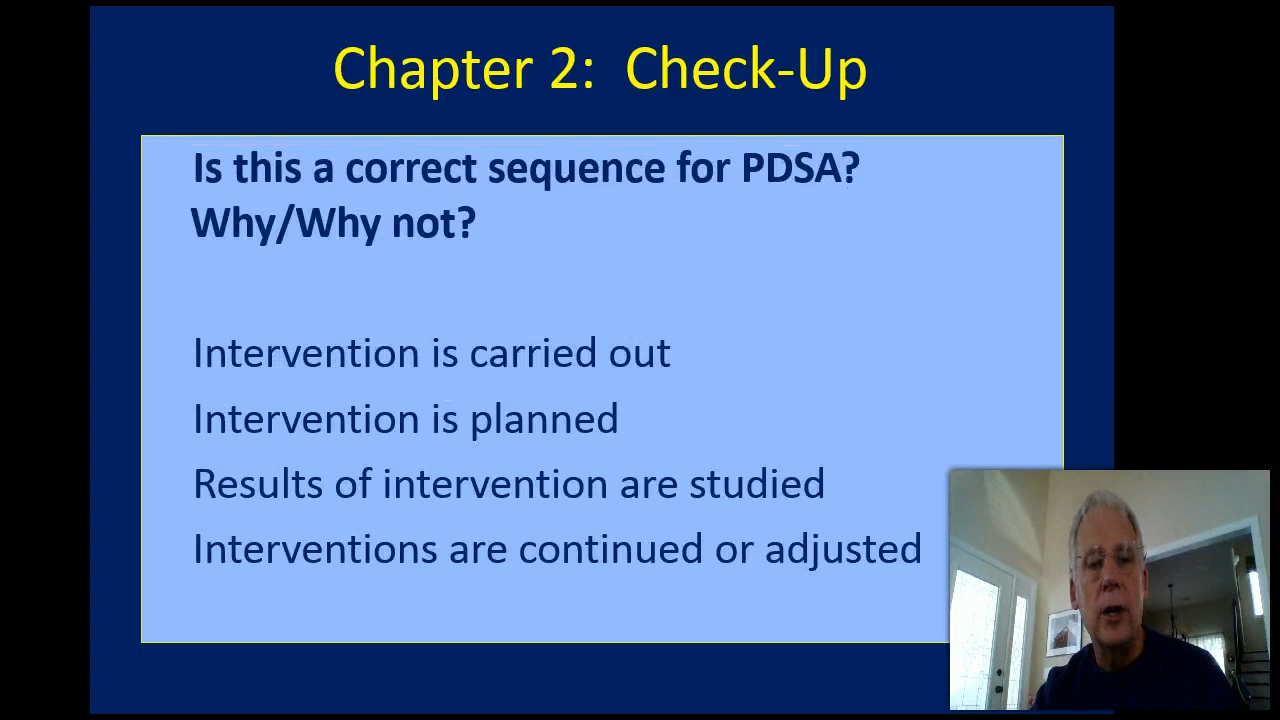 Chapter 2:  Check-Up
Is this a correct sequence for PDSA?
Why/Why not?
Intervention is carried out
Intervention is planned
Results of intervention are studied
Interventions are continued or adjusted